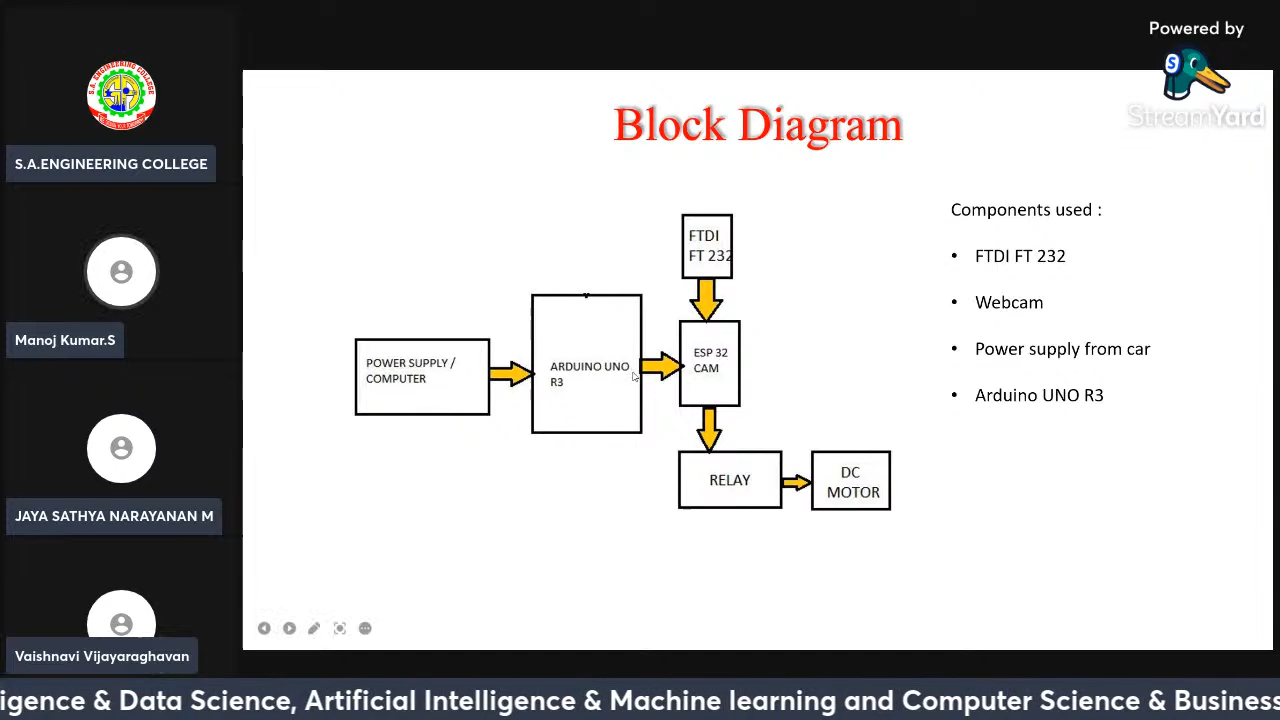 Powered by
StreamYard
S.A.ENGINEERING COLLEGE
Manoj Kumar.S
JAYA SATHYA NARAYANAN M
Vaishnavi Vijayaraghavan
Block Diagram
FTDI
FT 232
POWER SUPPLY /
COMPUTER
ARDUINO UNO
R3
ESP 32
CAM
RELAY
DC
MOTOR
Components used :
• FTDI FT 232
• Webcam
• Power supply from car
• Arduino UNO R3
igence & Data Science, Artificial Intelligence & Machine learning and Computer Science & Business